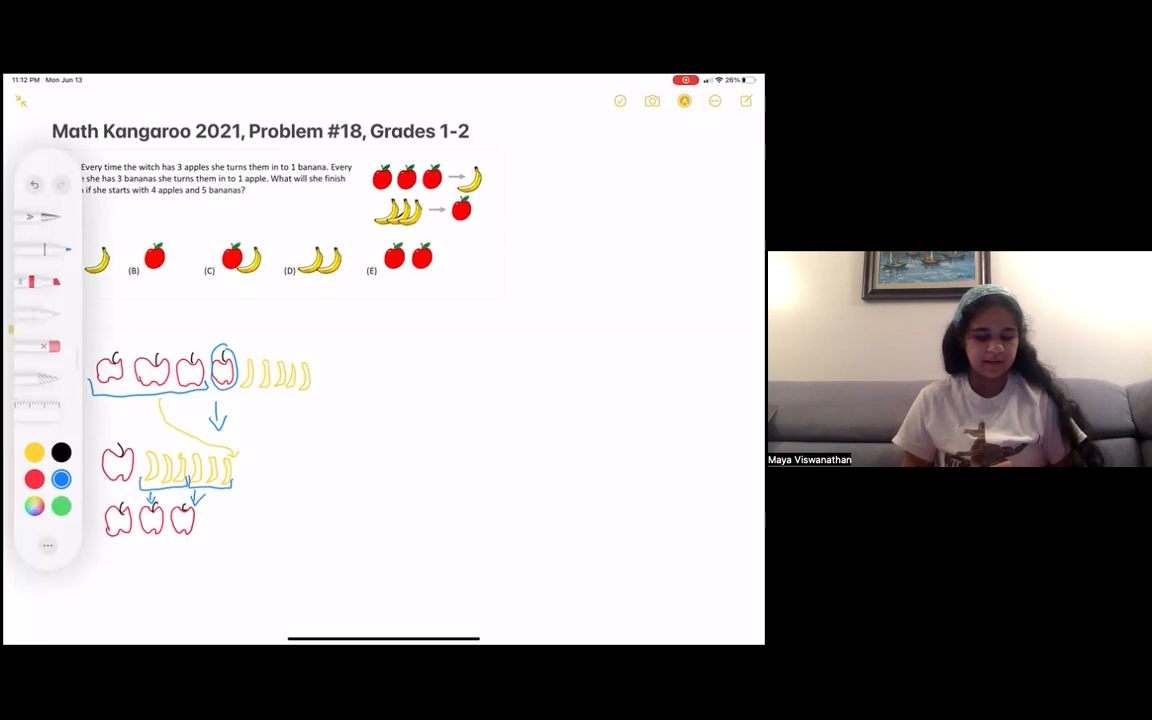 11:12 PM Mon Jun 13
26%
Math Kangaroo 2021, Problem #18, Grades 1-2
Every time the witch has 3 apples she turns them in to 1 banana. Every
she has 3 bananas she turns them in to 1 apple. What will she finish
if she starts with 4 apples and 5 bananas?
(B) (C) (D) (E)
Maya Viswanathan